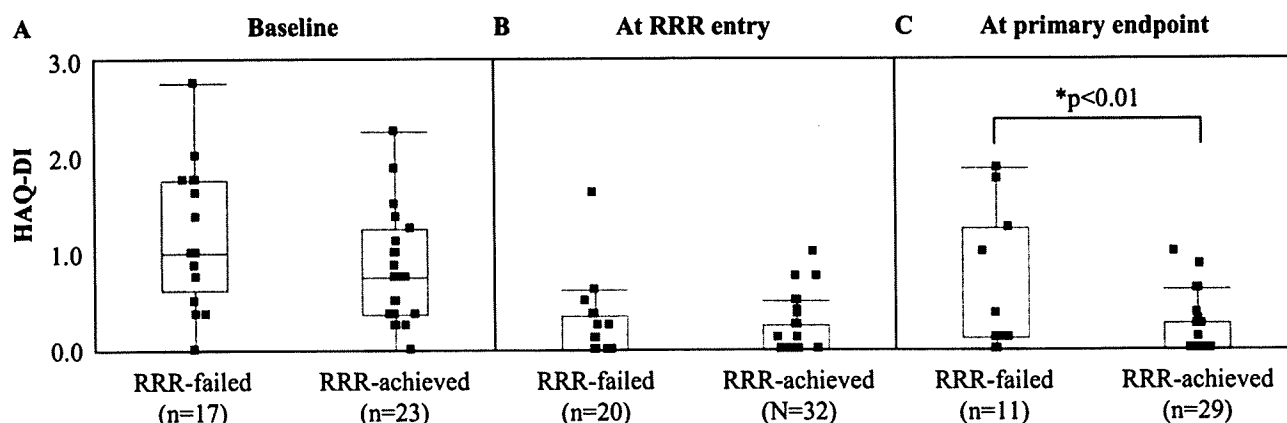 A Baseline B At RRR entry C At primary endpoint
3.0
*p<0.01
2.0
HAQ-DI
1.0
0.0
RRR-failed RRR-achieved RRR-failed RRR-achieved RRR-failed RRR-achieved
(n=17) (n=23) (n=20) (N=32) (n=11) (n=29)